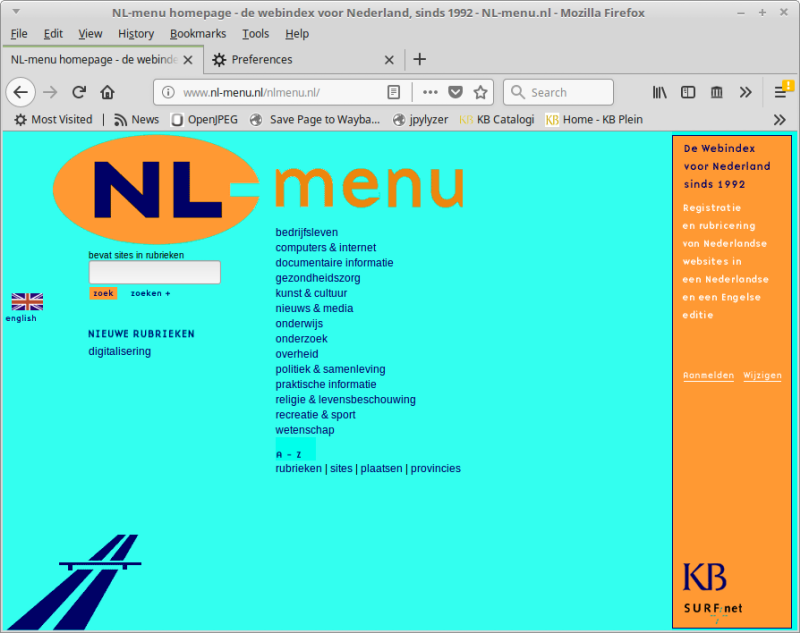 NL-menu homepage - de webindex voor Nederland, sinds 1992 - NL-menu.nl - Mozilla Firefox
File Edit View History Bookmarks Tools Help
NL-menu homepage - de webinde Preferences
www.nl-menu.nl/nlmenu.nl/ Search
Most Visited | News OpenJPEG Save Page to Wayba... jpylyzer KB KB Catalogi KB Home - KB Plein
NL-menu
bevat sites in rubrieken
zoek zoeken +
english
NIEUWE RUBRIEKEN
digitalisering
bedrijfsleven
computers & internet
documentaire informatie
gezondheidszorg
kunst & cultuur
nieuws & media
onderwijs
onderzoek
overheid
politiek & samenleving
praktische informatie
religie & levensbeschouwing
recreatie & sport
wetenschap
A - Z
rubrieken | sites | plaatsen | provincies
De Webindex
voor Nederland
sinds 1992
Registratie
en rubricering
van Nederlandse
websites in
een Nederlandse
en een Engelse
editie
Aanmelden Wijzigen
KB
SURFnet